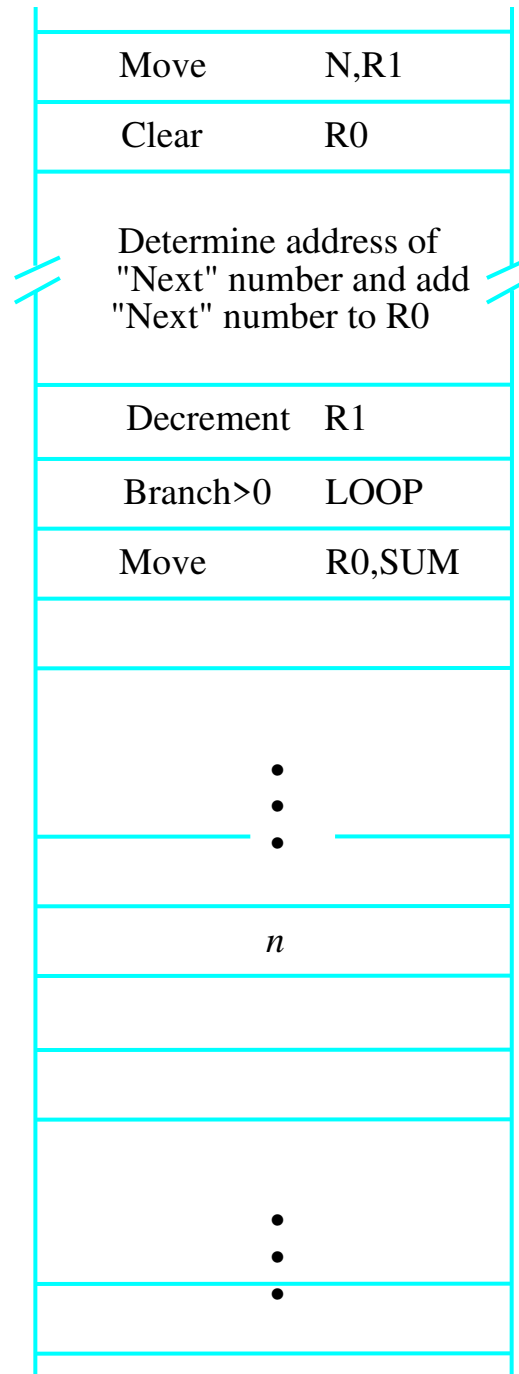 Move N,R1
Clear R0
Determine address of
"Next" number and add
"Next" number to R0
Decrement R1
Branch>0 LOOP
Move R0,SUM
n